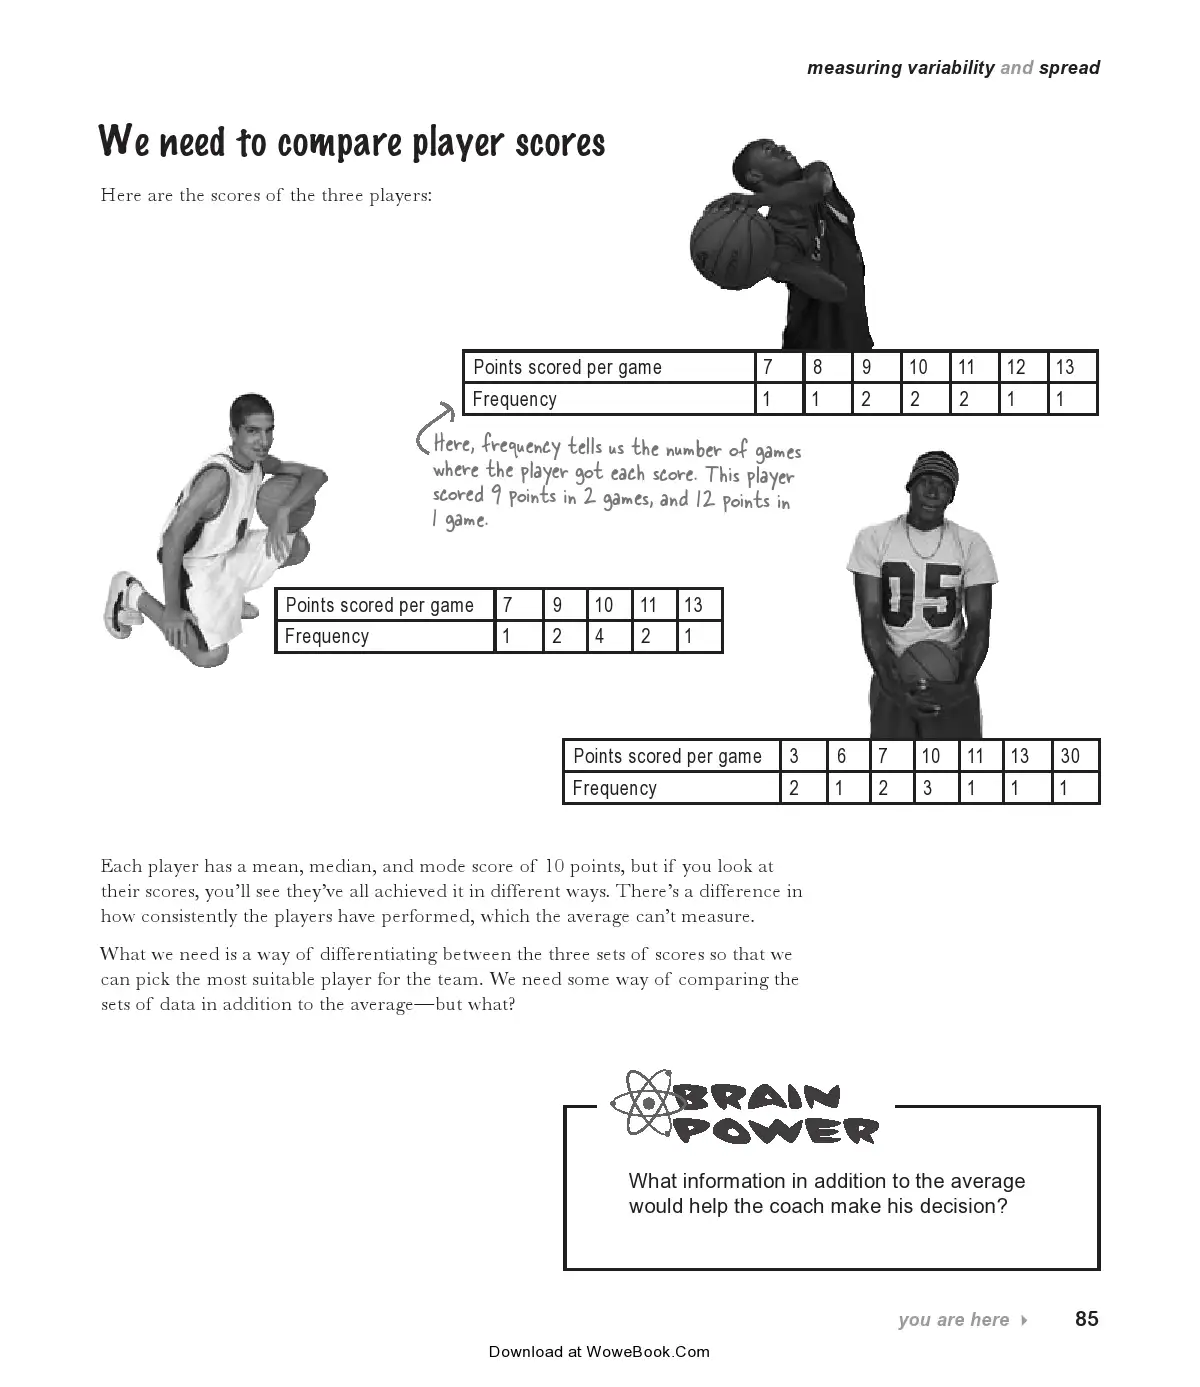 measuring variability and spread
We need to compare player scores
Here are the scores of the three players:
Points scored per game 7 8 9 10 11 12 13
Frequency 1 1 2 2 2 1 1
Here, frequency tells us the number of games
where the player got each score. This player
scored 9 points in 2 games, and 12 points in
1 game.
Points scored per game 7 9 10 11 13
Frequency 1 2 4 2 1
05
Points scored per game 3 6 7 10 11 13 30
Frequency 2 1 2 3 1 1 1
Each player has a mean, median, and mode score of 10 points, but if you look at
their scores, you’ll see they’ve all achieved it in different ways. There’s a difference in
how consistently the players have performed, which the average can’t measure.
What we need is a way of differentiating between the three sets of scores so that we
can pick the most suitable player for the team. We need some way of comparing the
sets of data in addition to the average—but what?
BRAIN
POWER
What information in addition to the average
would help the coach make his decision?
you are here 85
Download at WoweBook.Com